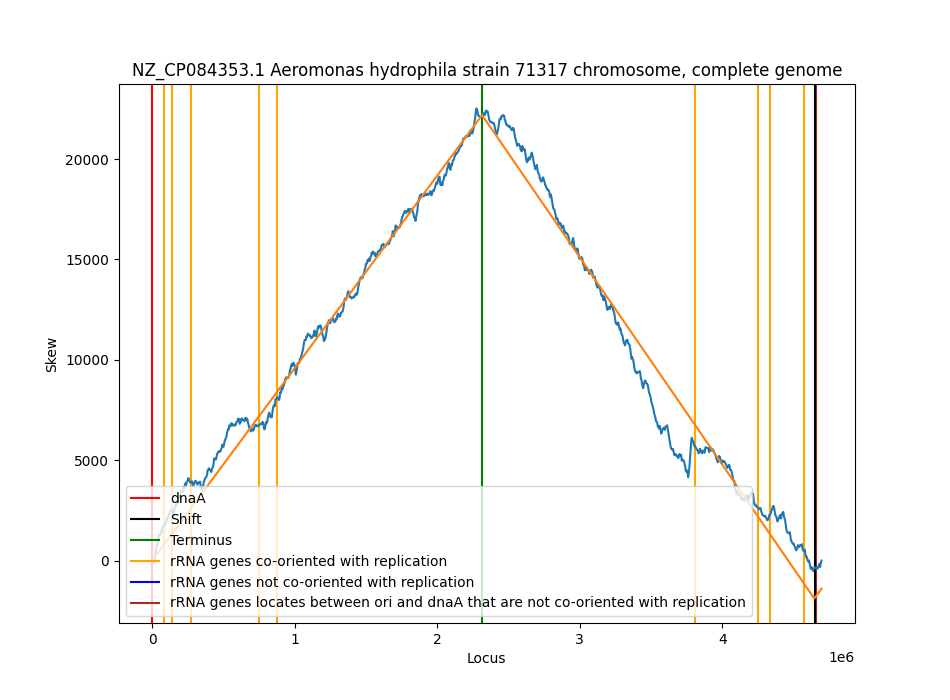 NZ_CP084353.1 Aeromonas hydrophila strain 71317 chromosome, complete genome
Skew
20000
15000
10000
5000
0
dnaA
Shift
Terminus
rRNA genes co-oriented with replication
rRNA genes not co-oriented with replication
rRNA genes locates between ori and dnaA that are not co-oriented with replication
0 1 2 3 4
Locus
1e6